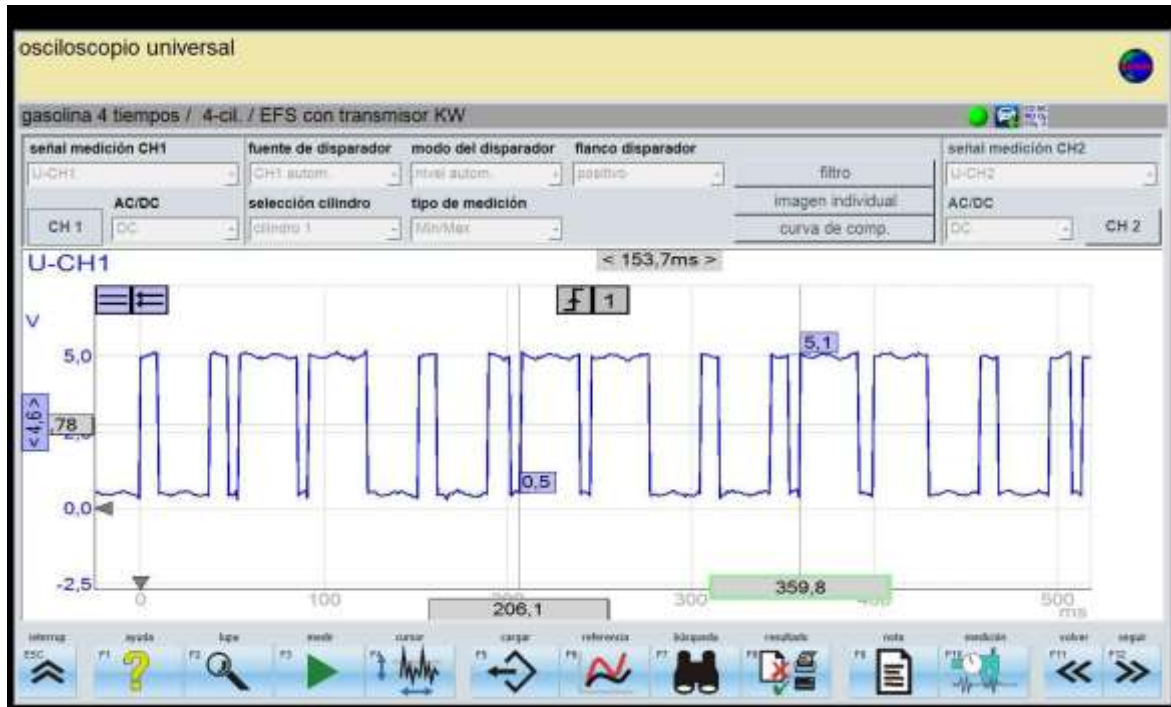 osciloscopio universal
gasolina 4 tiempos / 4-cil. / EFS con transmisor KW
señal medición CH1 fuente de disparador modo del disparador flanco disparador señal medición CH2
U-CH1 CH1 autom. nivel autom. positivo filtro U-CH2
AC/DC selección cilindro tipo de medición imagen individual AC/DC
CH 1 DC cilindro 1 Min/Max curva de comp. DC CH 2
U-CH1 < 153,7ms >
1
V
5,0 5,1
< 4,6 > ,78
0,5
0,0
-2,5 359,8
0 100 300 500
206,1 ms
interrup ayuda lupa medir cursor cargar referencia búsqueda resultado nota medición volver seguir
ESC F1 F2 F3 F4 F5 F6 F7 F8 F9 F10 F11 F12